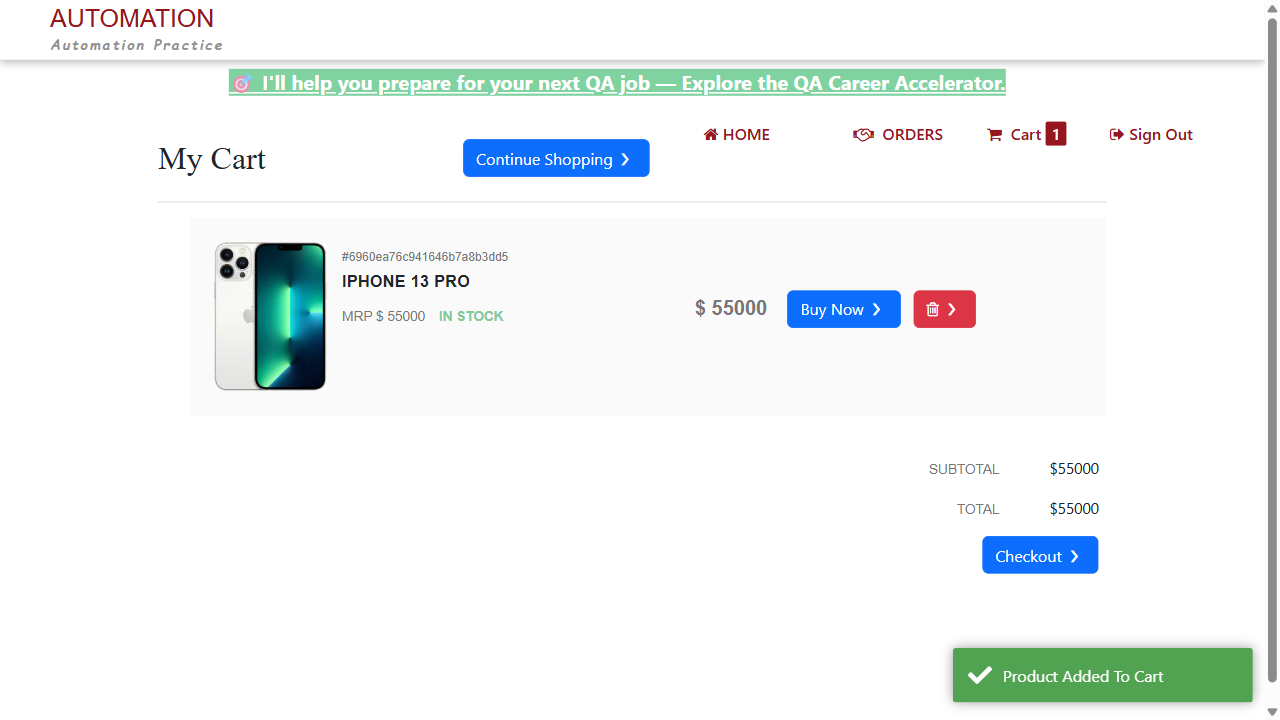 AUTOMATION
Automation Practice
🎯 I'll help you prepare for your next QA job — Explore the QA Career Accelerator.
HOME
ORDERS
Cart 1
Sign Out
My Cart
Continue Shopping ❯
#6960ea76c941646b7a8b3dd5
IPHONE 13 PRO
MRP $ 55000 IN STOCK
$ 55000
Buy Now ❯
❯
SUBTOTAL $55000
TOTAL $55000
Checkout ❯
Product Added To Cart